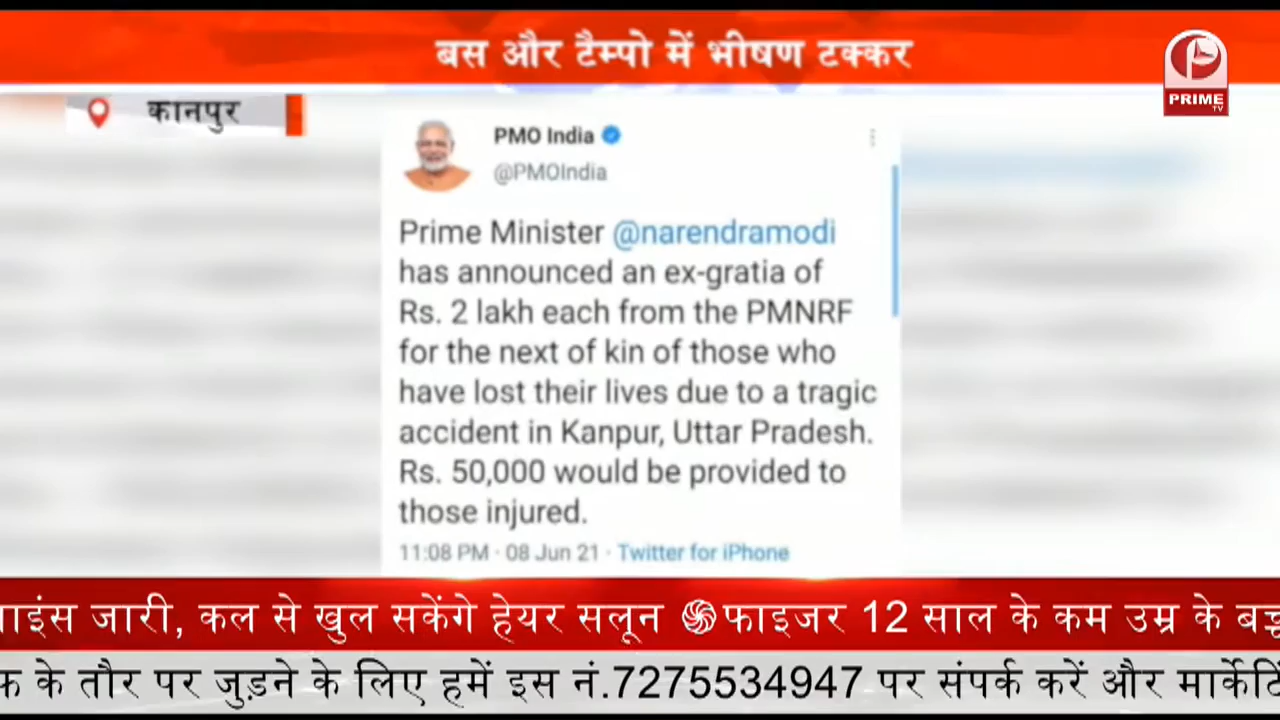 बस और टैम्पो में भीषण टक्कर
PRIME
TV
कानपुर
PMO India
@PMOIndia
Prime Minister @narendramodi
has announced an ex-gratia of
Rs. 2 lakh each from the PMNRF
for the next of kin of those who
have lost their lives due to a tragic
accident in Kanpur, Uttar Pradesh.
Rs. 50,000 would be provided to
those injured.
11:08 PM · 08 Jun 21 · Twitter for iPhone
जारी, कल से खुल सकेंगे हेयर सलून फाइजर 12 साल के कम उम्र के
के तौर पर जुड़ने के लिए हमें इस नं.7275534947 पर संपर्क करें और